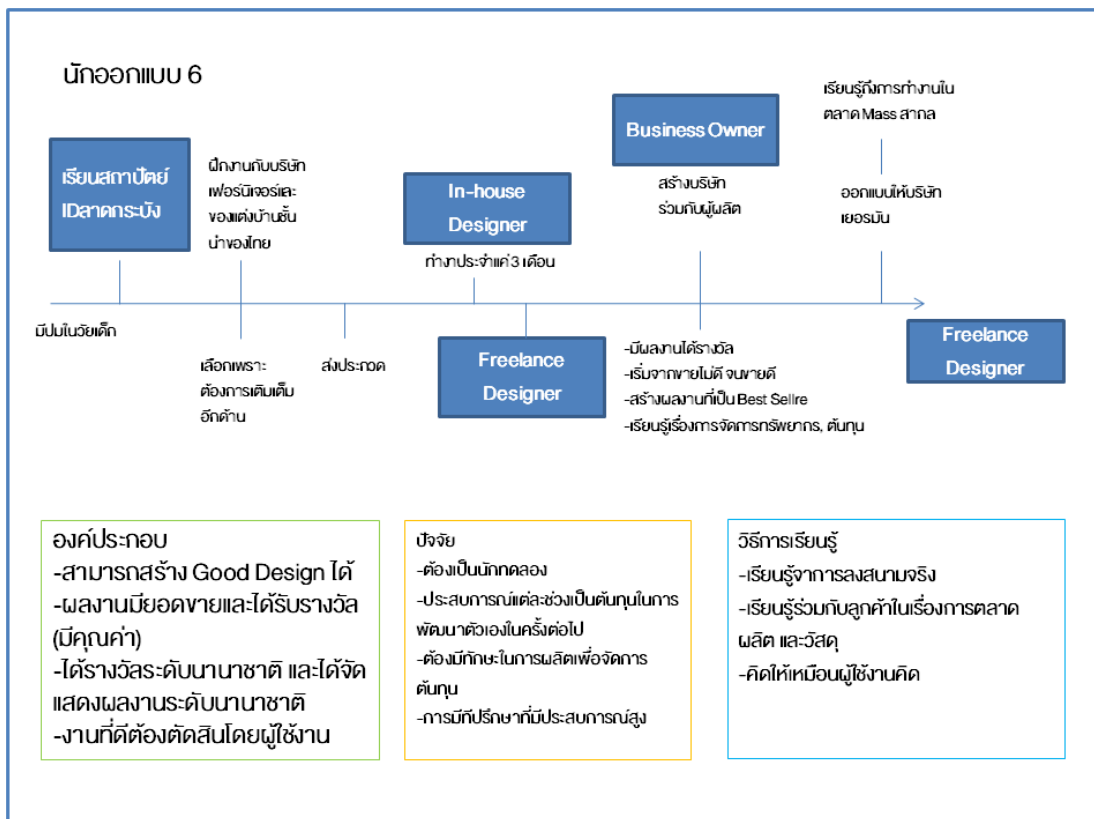 นักออกแบบ 6
เรียนสถาปัตย์
IDลาดกระบัง
ฝึกงานกับบริษัท
เฟอร์นิเจอร์และ
ของแต่งบ้านชั้น
นำของไทย
In-house
Designer
ทำงาประจำแค่ 3 เดือน
Business Owner
สร้างบริษัท
ร่วมกับผู้ผลิต
เรียนรู้ถึงการทำงานใน
ตลาด Mass สากล
ออกแบบให้บริษัท
เยอรมัน
มีปมในวัยเด็ก
เลือกเพราะ
ต้องการเติมเต็ม
อีกด้าน
ส่งประกวด
Freelance
Designer
-มีผลงานได้รางวัล
-เริ่มจากขายไม่ดี จนขายดี
-สร้างผลงานที่เป็น Best Sellre
-เรียนรู้เรื่องการจัดการทรัพยากร, ต้นทุน
Freelance
Designer
องค์ประกอบ
-สามารถสร้าง Good Design ได้
-ผลงานมียอดขายและได้รับรางวัล
(มีคุณค่า)
-ได้รางวัลระดับนานาชาติ และได้จัด
แสดงผลงานระดับนานาชาติ
-งานที่ดีต้องตัดสินโดยผู้ใช้งาน
ปัจจัย
-ต้องเป็นนักทดลอง
-ประสบการณ์แต่ละช่วงเป็นต้นทุนในการ
พัฒนาตัวเองในครั้งต่อไป
-ต้องมีทักษะในการผลิตเพื่อจัดการ
ต้นทุน
-การมีทีปรึกษาที่มีประสบการณ์สูง
วิธีการเรียนรู้
-เรียนรู้จาการลงสนามจริง
-เรียนรู้ร่วมกับลูกค้าในเรื่องการตลาด
ผลิต และวัสดุ
-คิดให้เหมือนผู้ใช้งานคิด